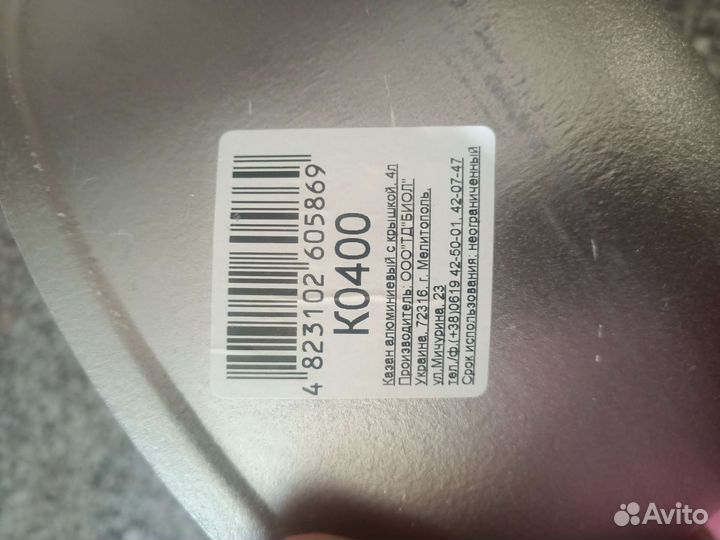 4 823102 605869
К0400
Казан алюминиевый с крышкой, 4л
Производитель: ООО"ТД"БИОЛ"
Украина, 72316, г. Мелитополь,
ул.Мичурина, 23
тел./ф.(+38)0619 42-50-01, 42-07-47
Срок использования: неограниченный
Avito